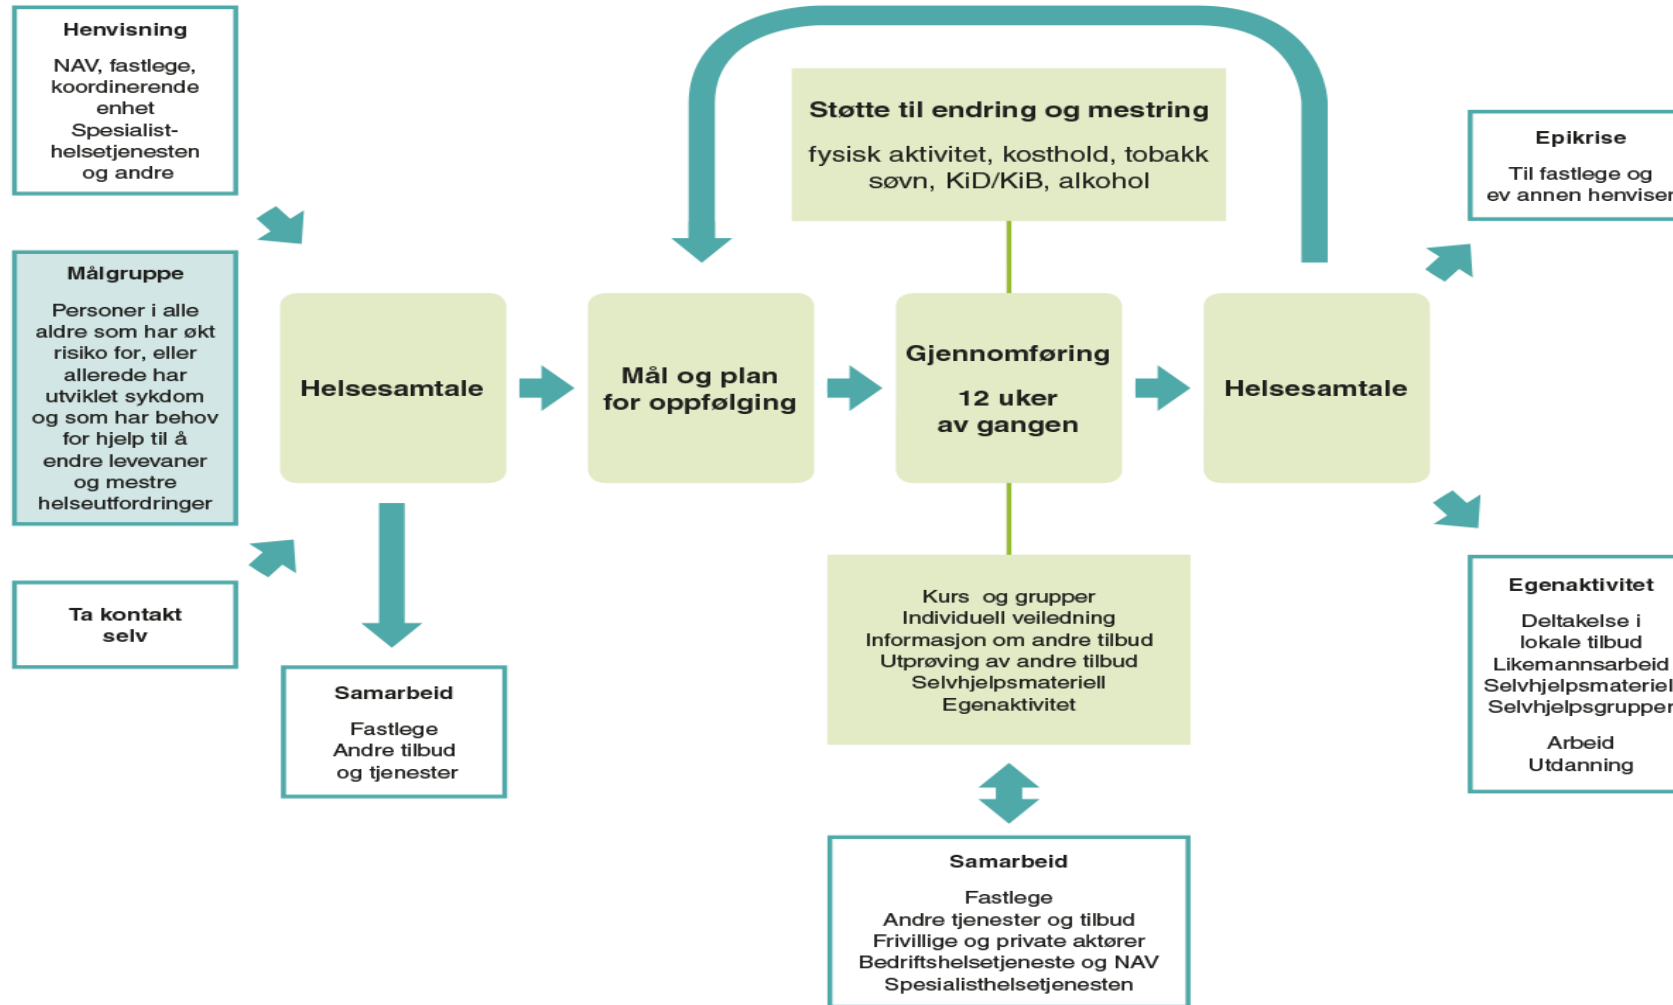 Henvisning
NAV, fastlege,
koordinerende
enhet
Spesialist-
helsetjenesten
og andre
Målgruppe
Personer i alle
aldre som har økt
risiko for, eller
allerede har
utviklet sykdom
og som har behov
for hjelp til å
endre levevaner
og mestre
helseutfordringer
Ta kontakt
selv
Helsesamtale
Samarbeid
Fastlege
Andre tilbud
og tjenester
Mål og plan
for oppfølging
Støtte til endring og mestring
fysisk aktivitet, kosthold, tobakk
søvn, KiD/KiB, alkohol
Gjennomføring
12 uker
av gangen
Kurs og grupper
Individuell veiledning
Informasjon om andre tilbud
Utprøving av andre tilbud
Selvhjelpsmateriell
Egenaktivitet
Samarbeid
Fastlege
Andre tjenester og tilbud
Frivillige og private aktører
Bedriftshelsetjeneste og NAV
Spesialisthelsetjenesten
Helsesamtale
Epikrise
Til fastlege og
ev annen henviser
Egenaktivitet
Deltakelse i
lokale tilbud
Likemannsarbeid
Selvhjelpsmateriell
Selvhjelpsgrupper
Arbeid
Utdanning